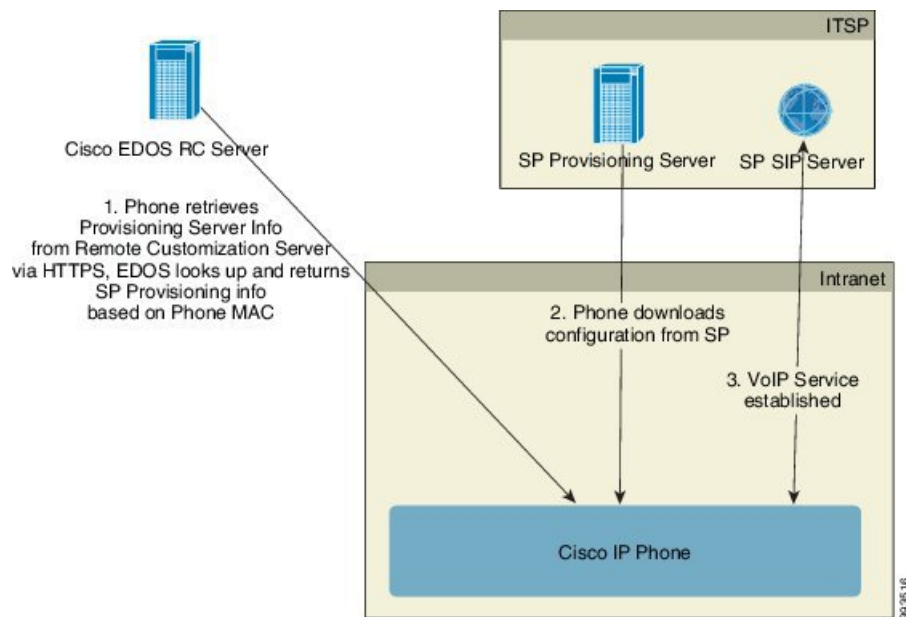 ITSP
Cisco EDOS RC Server
SP Provisioning Server
SP SIP Server
1. Phone retrieves
Provisioning Server Info
from Remote Customization Server
via HTTPS, EDOS looks up and returns
SP Provisioning info
based on Phone MAC
Intranet
2. Phone downloads
configuration from SP
3. VoIP Service
established
Cisco IP Phone
993516